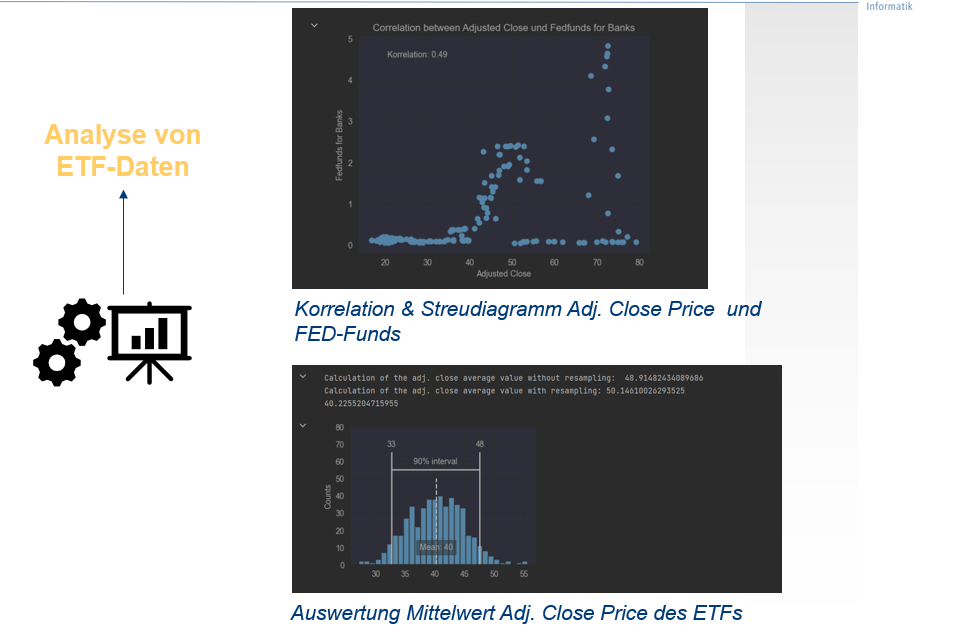 Informatik
Analyse von
ETF-Daten
Correlation between Adjusted Close und Fedfunds for Banks
Korrelation: 0.49
Fedfunds for Banks
5
4
3
2
1
0
20 30 40 50 60 70 80
Adjusted Close
Korrelation & Streudiagramm Adj. Close Price und
FED-Funds
Calculation of the adj. close average value without resampling: 48.91482434089686
Calculation of the adj. close average value with resampling: 50.14610026293525
40.2255204715955
Counts
80
70
60
50
40
30
20
10
0
33 48
90% interval
Mean: 40
30 35 40 45 50 55
Auswertung Mittelwert Adj. Close Price des ETFs